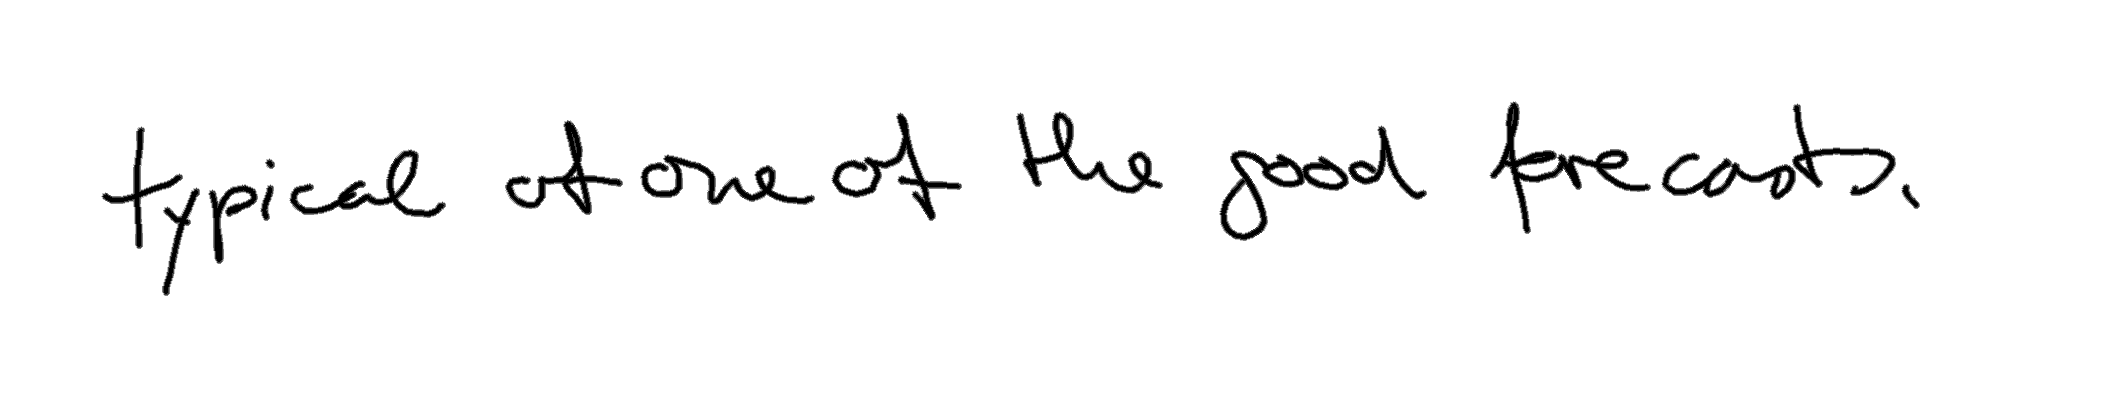 typical of one of the good forecasts.